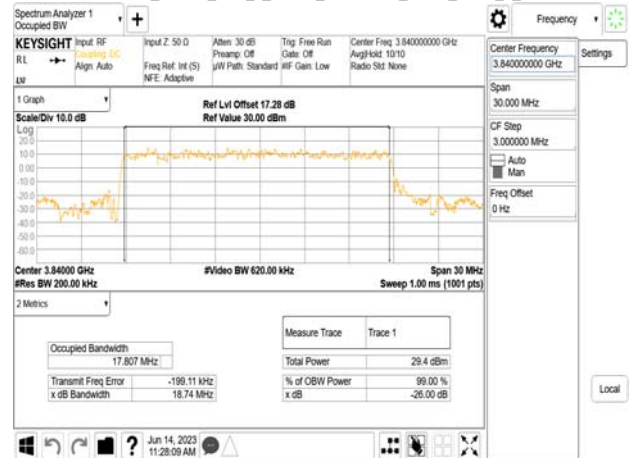 Spectrum Analyzer 1
Occupied BW
+
Frequency
KEYSIGHT
Input: RF
Input Z: 50 Ω
Atten: 30 dB
Trig: Free Run
Center Freq: 3.840000000 GHz
RL
Coupling: DC
Preamp: Off
Gate: Off
Avg|Hold: 10/10
Align: Auto
Freq Ref: Int (S)
µW Path: Standard
#IF Gain: Low
Radio Std: None
NFE: Adaptive
Center Frequency
3.840000000 GHz
Settings
Span
30.000 MHz
CF Step
3.000000 MHz
Auto
Man
Freq Offset
0 Hz
1 Graph
Ref Lvl Offset 17.28 dB
Scale/Div 10.0 dB
Ref Value 30.00 dBm
Log
20.0
10.0
0.00
-10.0
-20.0
-30.0
-40.0
-50.0
-60.0
Center 3.84000 GHz
#Video BW 620.00 kHz
Span 30 MHz
#Res BW 200.00 kHz
Sweep 1.00 ms (1001 pts)
2 Metrics
Measure Trace
Trace 1
Occupied Bandwidth
17.807 MHz
Total Power
29.4 dBm
Transmit Freq Error
-199.11 kHz
% of OBW Power
99.00 %
x dB Bandwidth
18.74 MHz
x dB
-26.00 dB
Local
?
Jun 14, 2023
11:28:09 AM